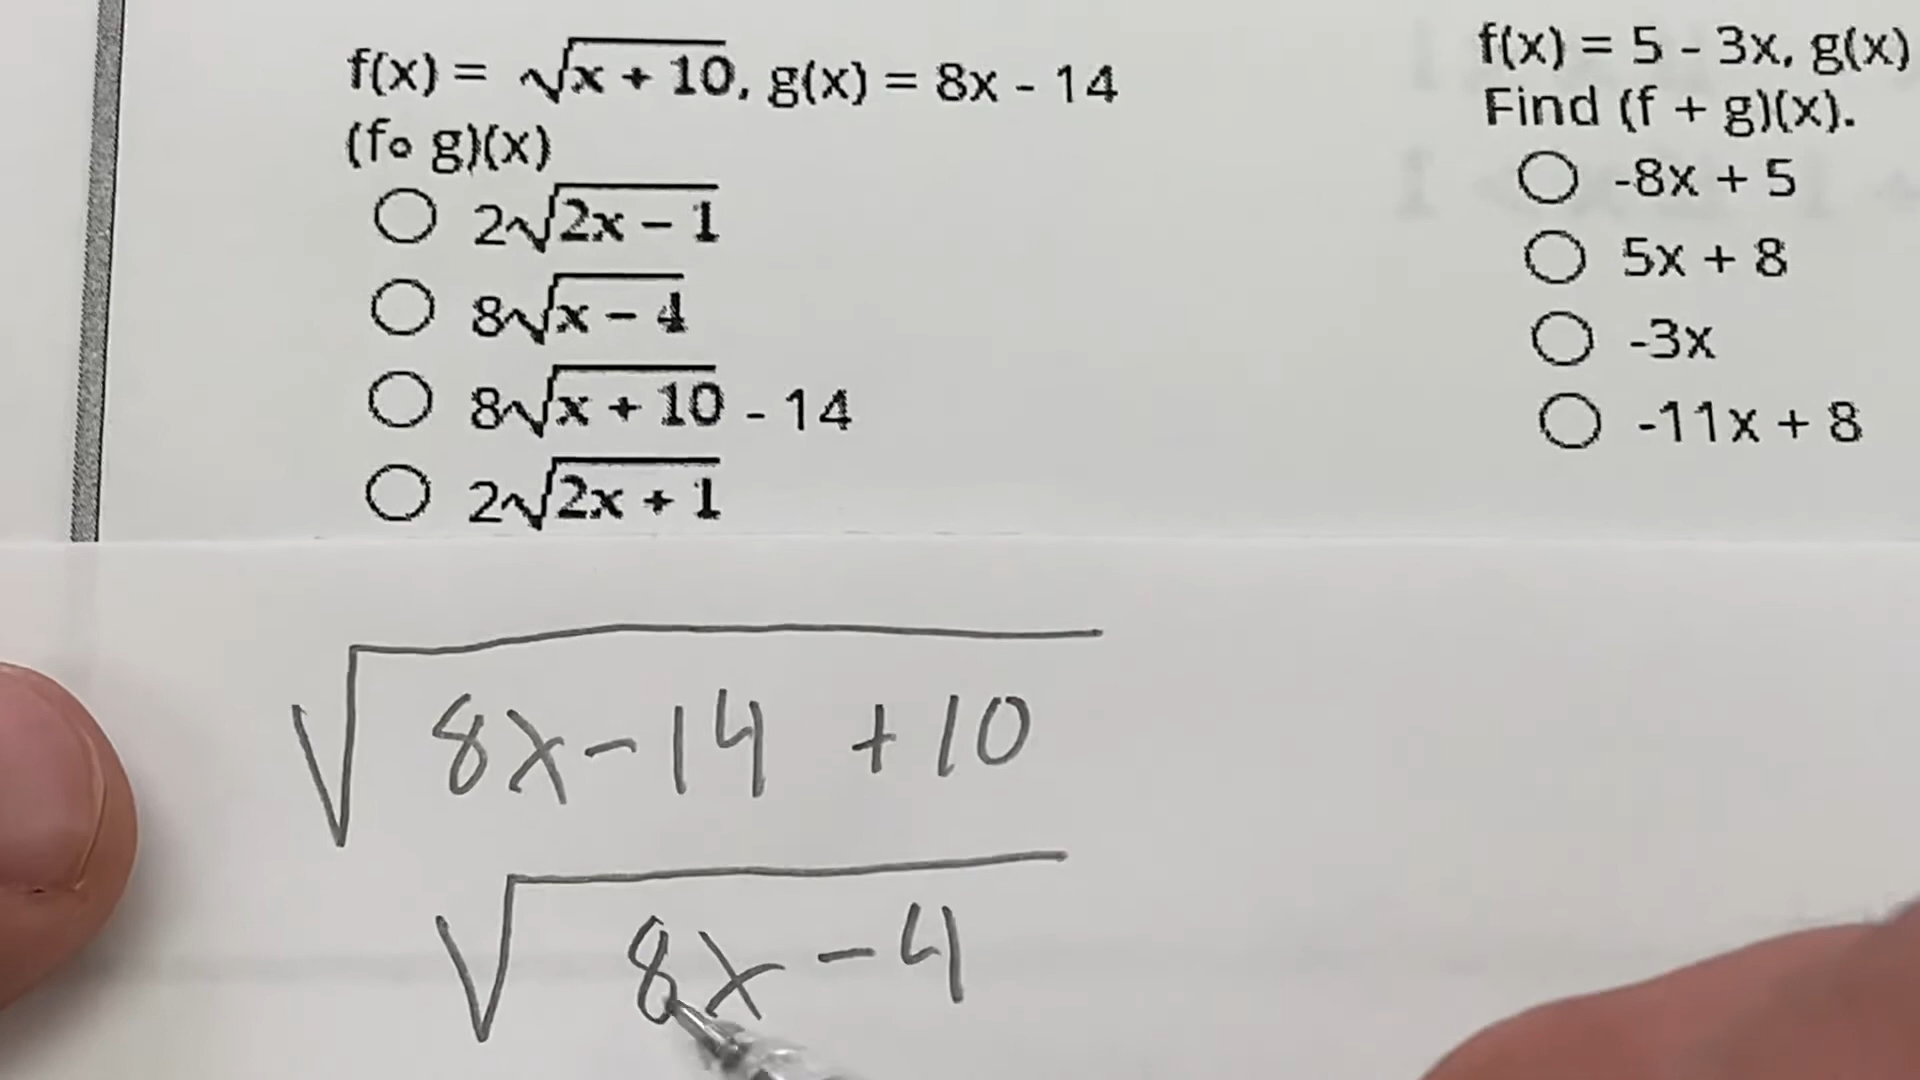 f(x) = √x + 10, g(x) = 8x - 14
(f∘ g)(x)
2√2x − 1
8√x − 4
8√x + 10 - 14
2√2x + 1
f(x) = 5 - 3x, g(x)
Find (f + g)(x).
-8x + 5
5x + 8
-3x
-11x + 8
√8x-14 +10
√8x-4